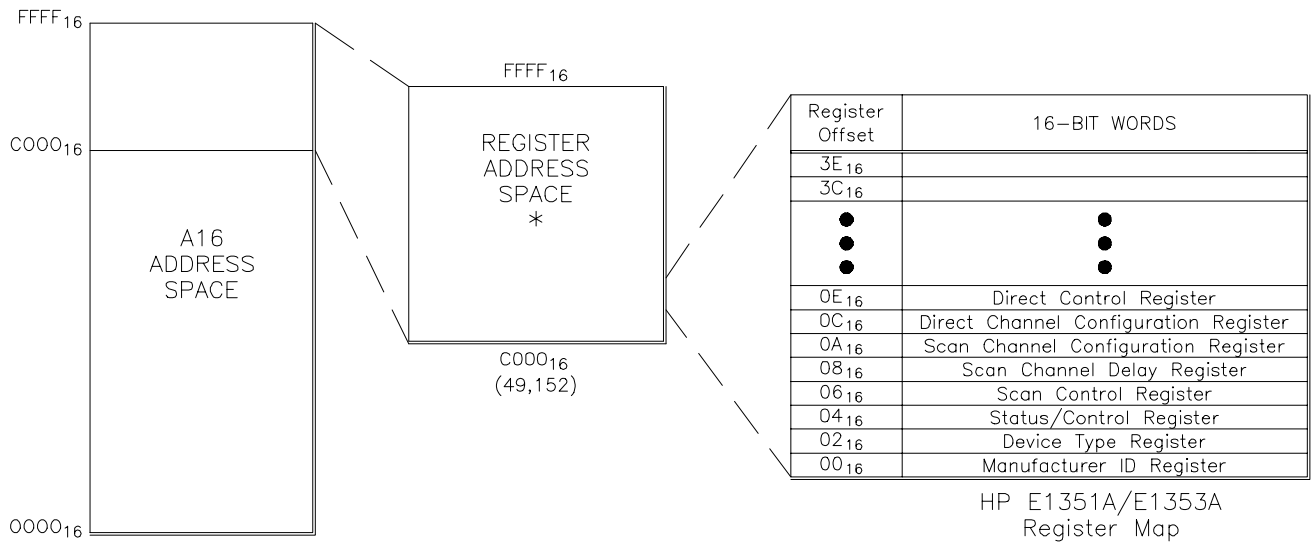 FFFF16
C00016
A16
ADDRESS
SPACE
000016
FFFF16
REGISTER
ADDRESS
SPACE
*
C00016
(49,152)
Register
Offset
16-BIT WORDS
3E16
3C16
0E16 Direct Control Register
0C16 Direct Channel Configuration Register
0A16 Scan Channel Configuration Register
0816 Scan Channel Delay Register
0616 Scan Control Register
0416 Status/Control Register
0216 Device Type Register
0016 Manufacturer ID Register
HP E1351A/E1353A
Register Map